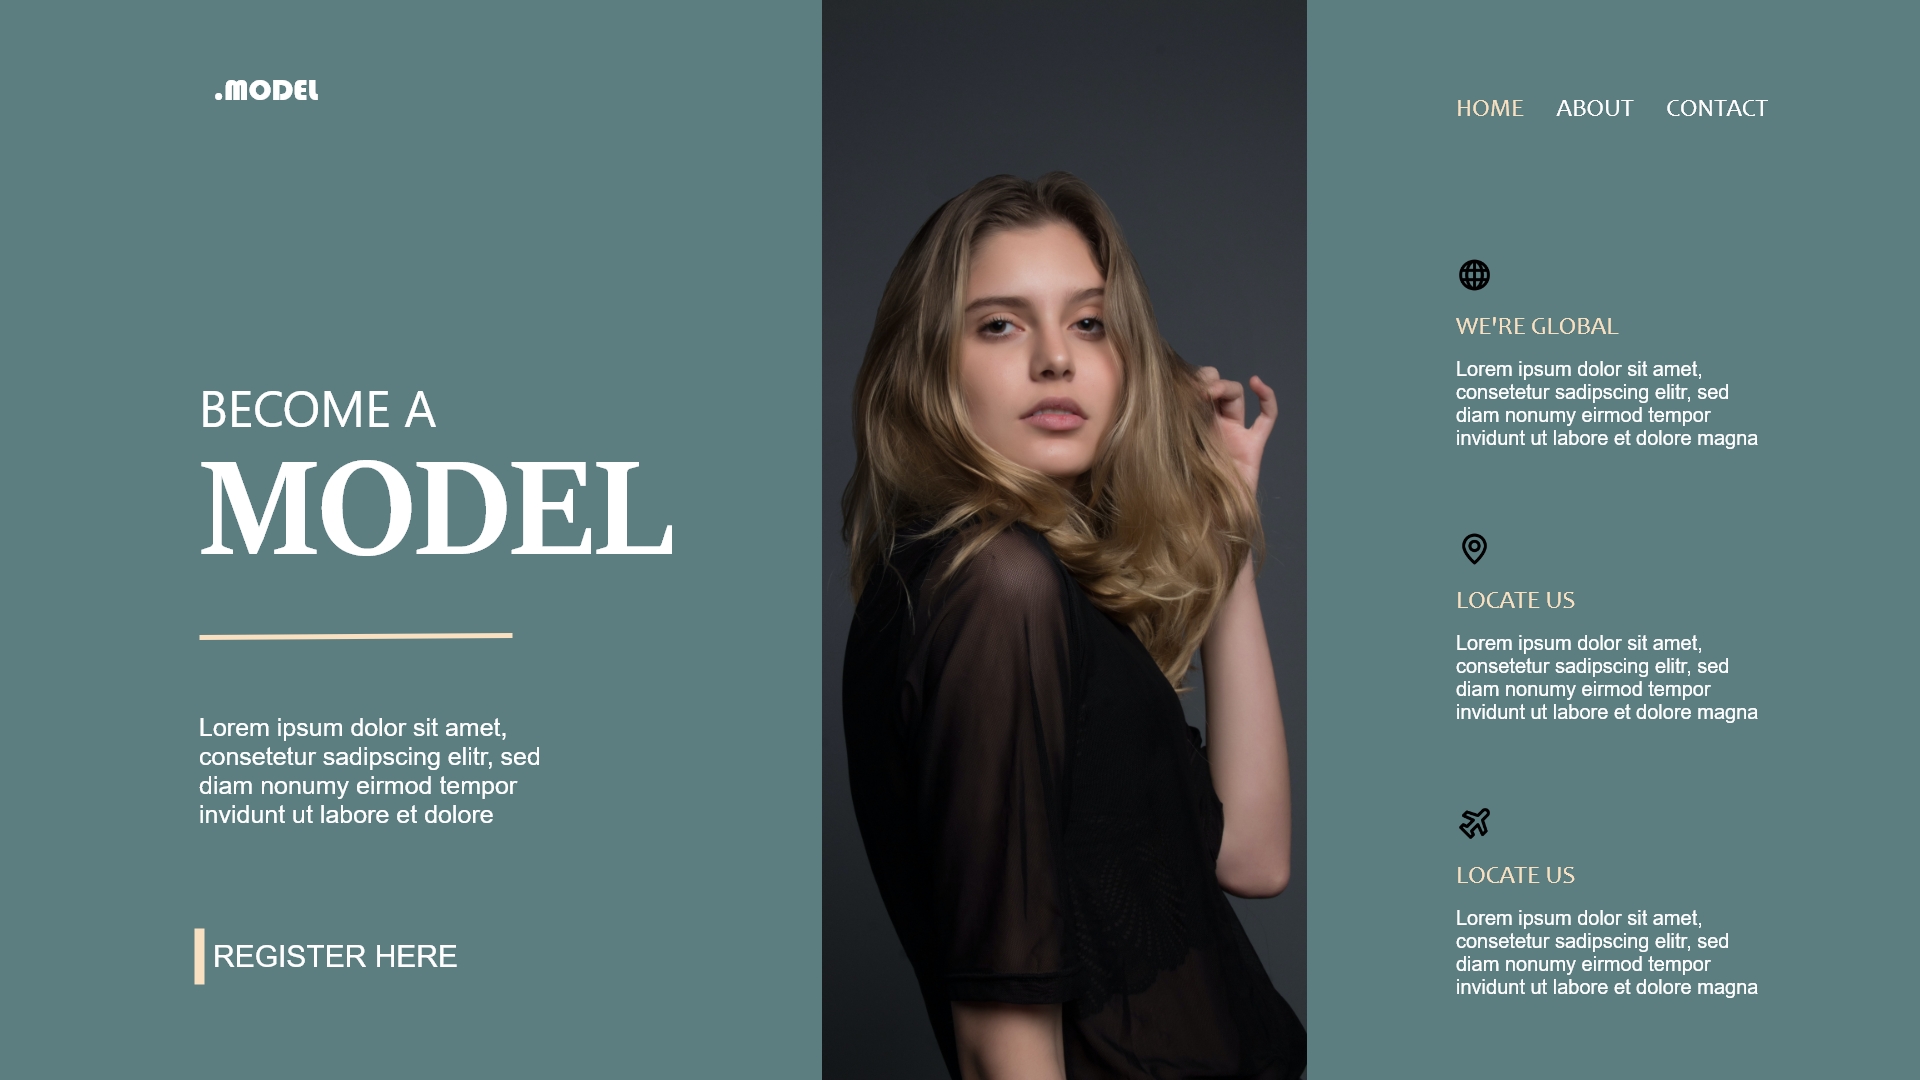 .MODEL
HOME ABOUT CONTACT
BECOME A
MODEL
Lorem ipsum dolor sit amet,
consetetur sadipscing elitr, sed
diam nonumy eirmod tempor
invidunt ut labore et dolore
REGISTER HERE
WE'RE GLOBAL
Lorem ipsum dolor sit amet,
consetetur sadipscing elitr, sed
diam nonumy eirmod tempor
invidunt ut labore et dolore magna
LOCATE US
Lorem ipsum dolor sit amet,
consetetur sadipscing elitr, sed
diam nonumy eirmod tempor
invidunt ut labore et dolore magna
LOCATE US
Lorem ipsum dolor sit amet,
consetetur sadipscing elitr, sed
diam nonumy eirmod tempor
invidunt ut labore et dolore magna